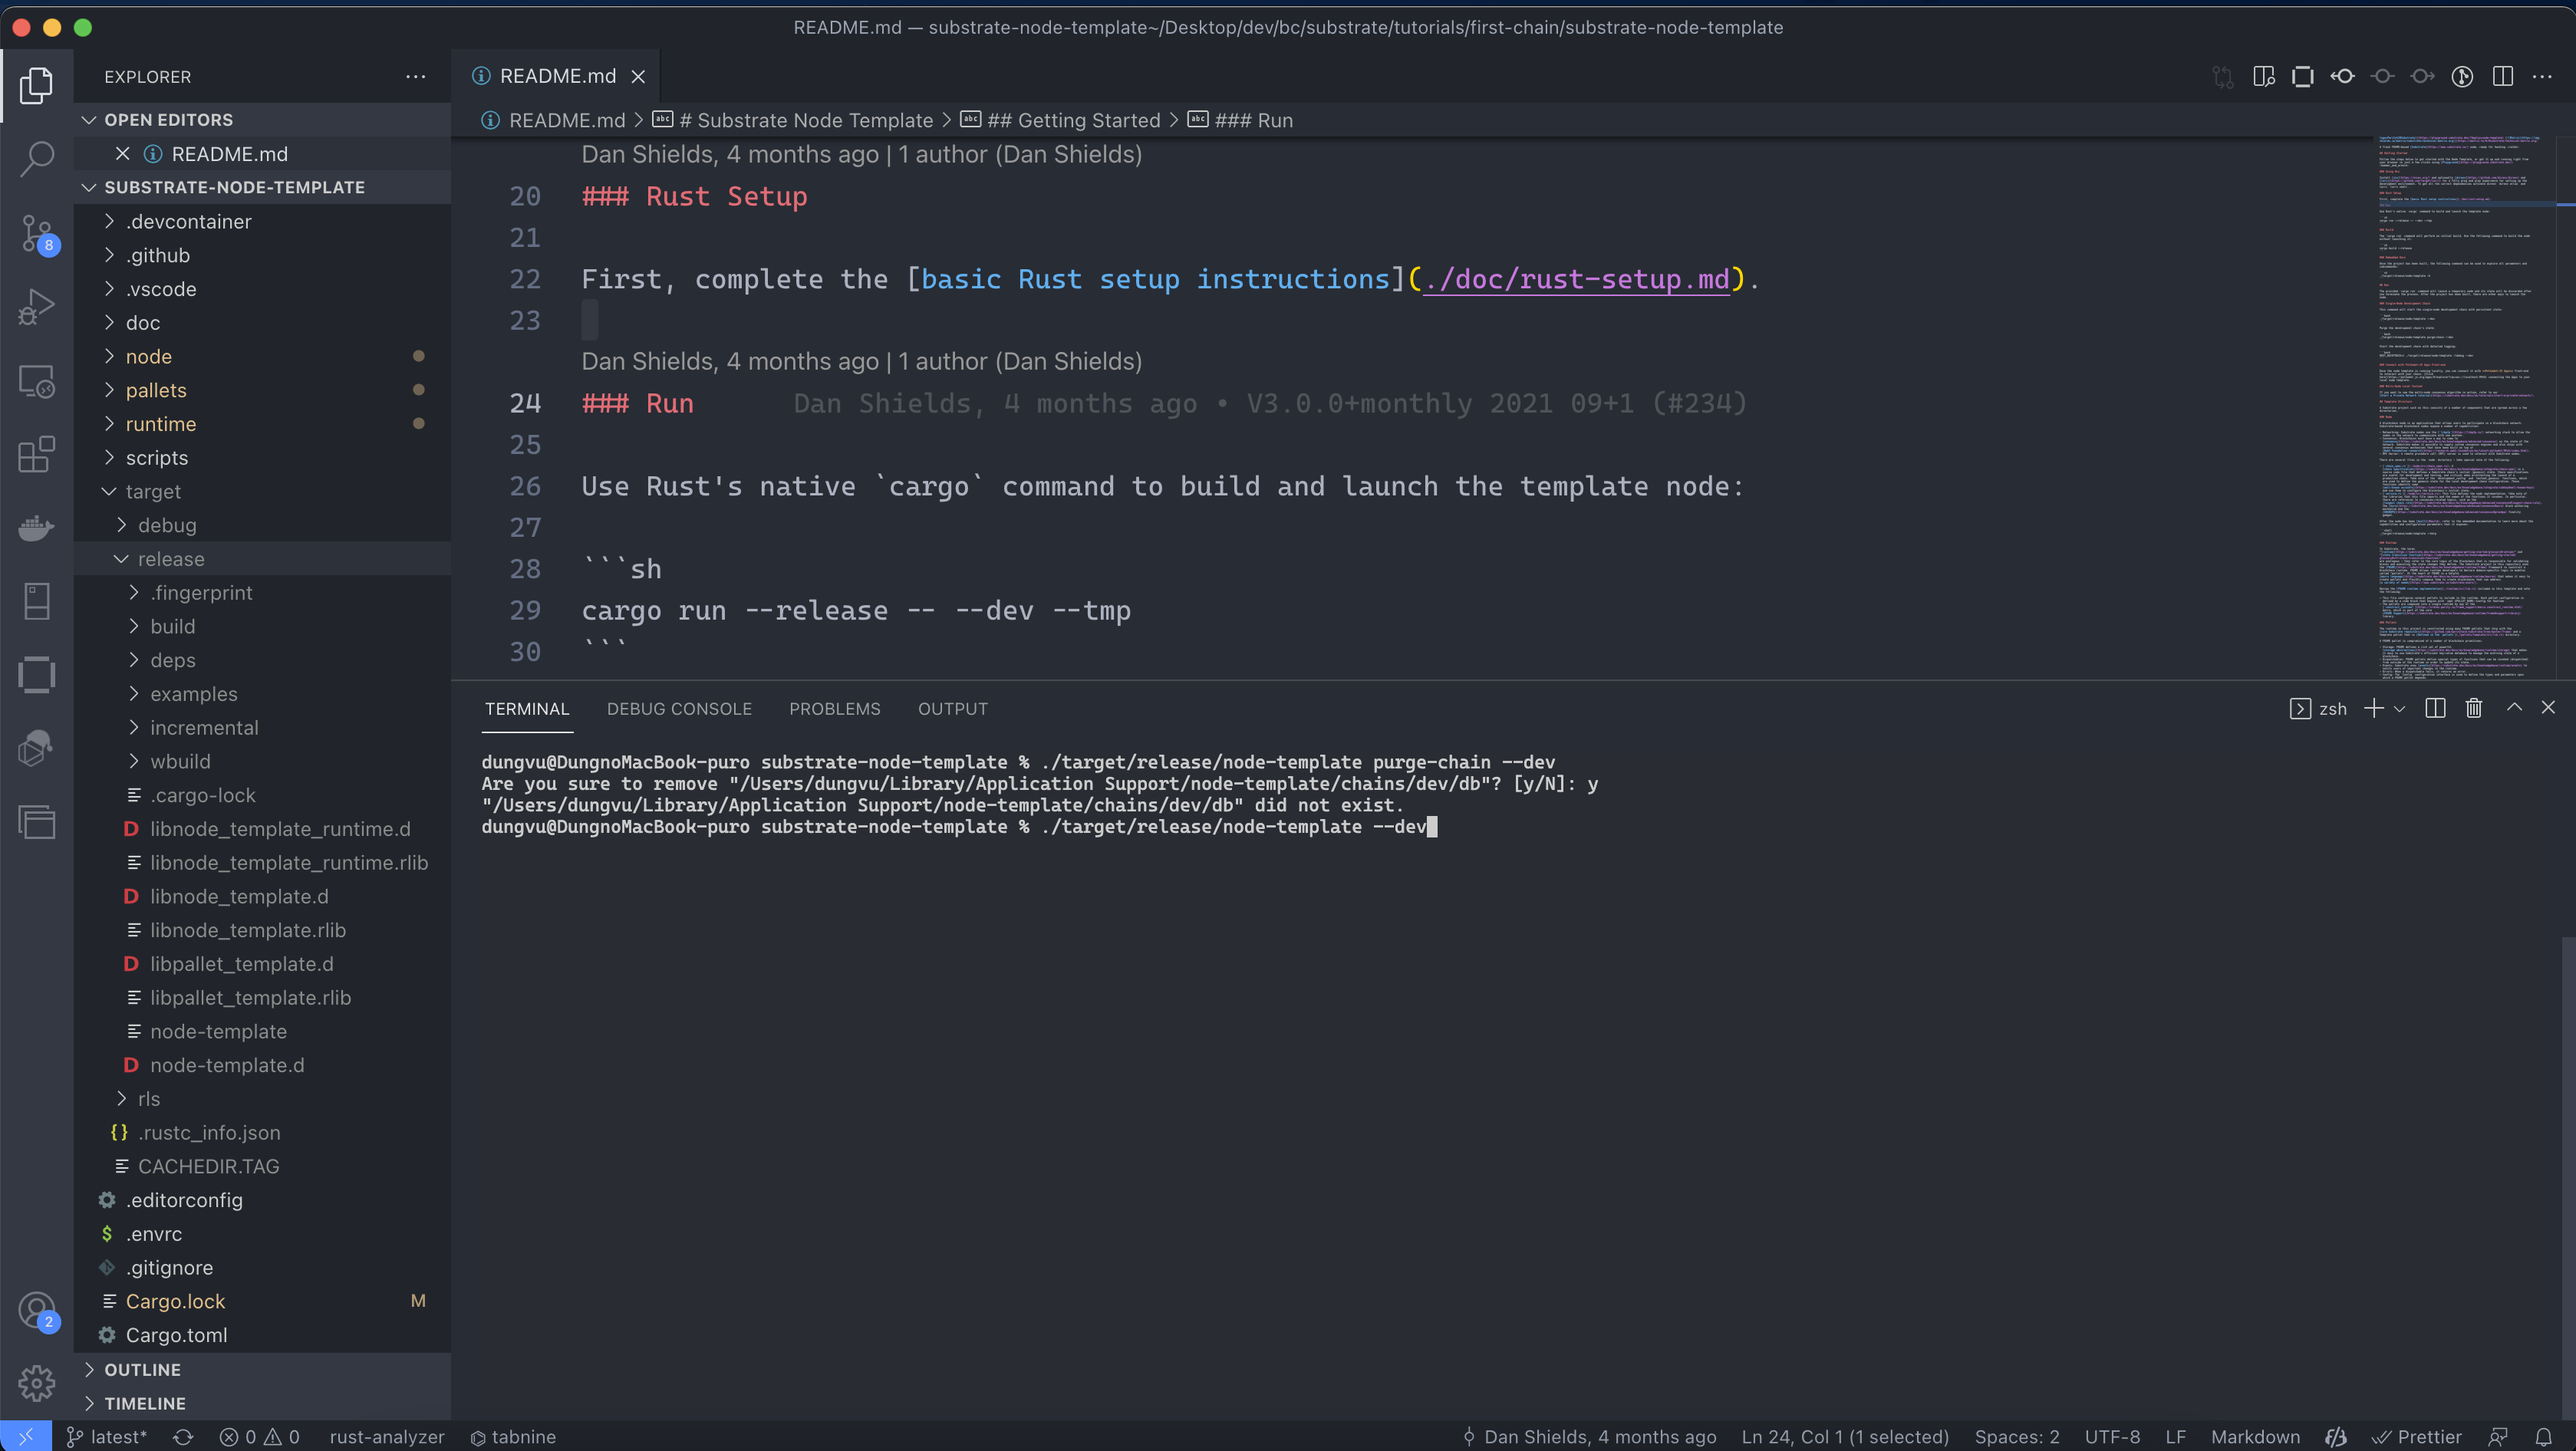 README.md — substrate-node-template~/Desktop/dev/bc/substrate/tutorials/first-chain/substrate-node-template
EXPLORER
OPEN EDITORS
README.md
SUBSTRATE-NODE-TEMPLATE
.devcontainer
.github
.vscode
doc
node
pallets
runtime
scripts
target
debug
release
.fingerprint
build
deps
examples
incremental
wbuild
.cargo-lock
D libnode_template_runtime.d
libnode_template_runtime.rlib
D libnode_template.d
libnode_template.rlib
D libpallet_template.d
libpallet_template.rlib
node-template
D node-template.d
rls
{} .rustc_info.json
CACHEDIR.TAG
.editorconfig
$ .envrc
.gitignore
Cargo.lock M
Cargo.toml
OUTLINE
TIMELINE
8
2
README.md
README.md > # Substrate Node Template > ## Getting Started > ### Run
Dan Shields, 4 months ago | 1 author (Dan Shields)
20 ### Rust Setup
21
22 First, complete the [basic Rust setup instructions](./doc/rust-setup.md).
23
Dan Shields, 4 months ago | 1 author (Dan Shields)
24 ### Run Dan Shields, 4 months ago • V3.0.0+monthly 2021 09+1 (#234)
25
26 Use Rust's native `cargo` command to build and launch the template node:
27
28 ```sh
29 cargo run --release -- --dev --tmp
30 ```
TERMINAL DEBUG CONSOLE PROBLEMS OUTPUT zsh
dungvu@DungnoMacBook-puro substrate-node-template % ./target/release/node-template purge-chain --dev
Are you sure to remove "/Users/dungvu/Library/Application Support/node-template/chains/dev/db"? [y/N]: y
"/Users/dungvu/Library/Application Support/node-template/chains/dev/db" did not exist.
dungvu@DungnoMacBook-puro substrate-node-template % ./target/release/node-template --dev
latest* 0 0 rust-analyzer tabnine Dan Shields, 4 months ago Ln 24, Col 1 (1 selected) Spaces: 2 UTF-8 LF Markdown Prettier